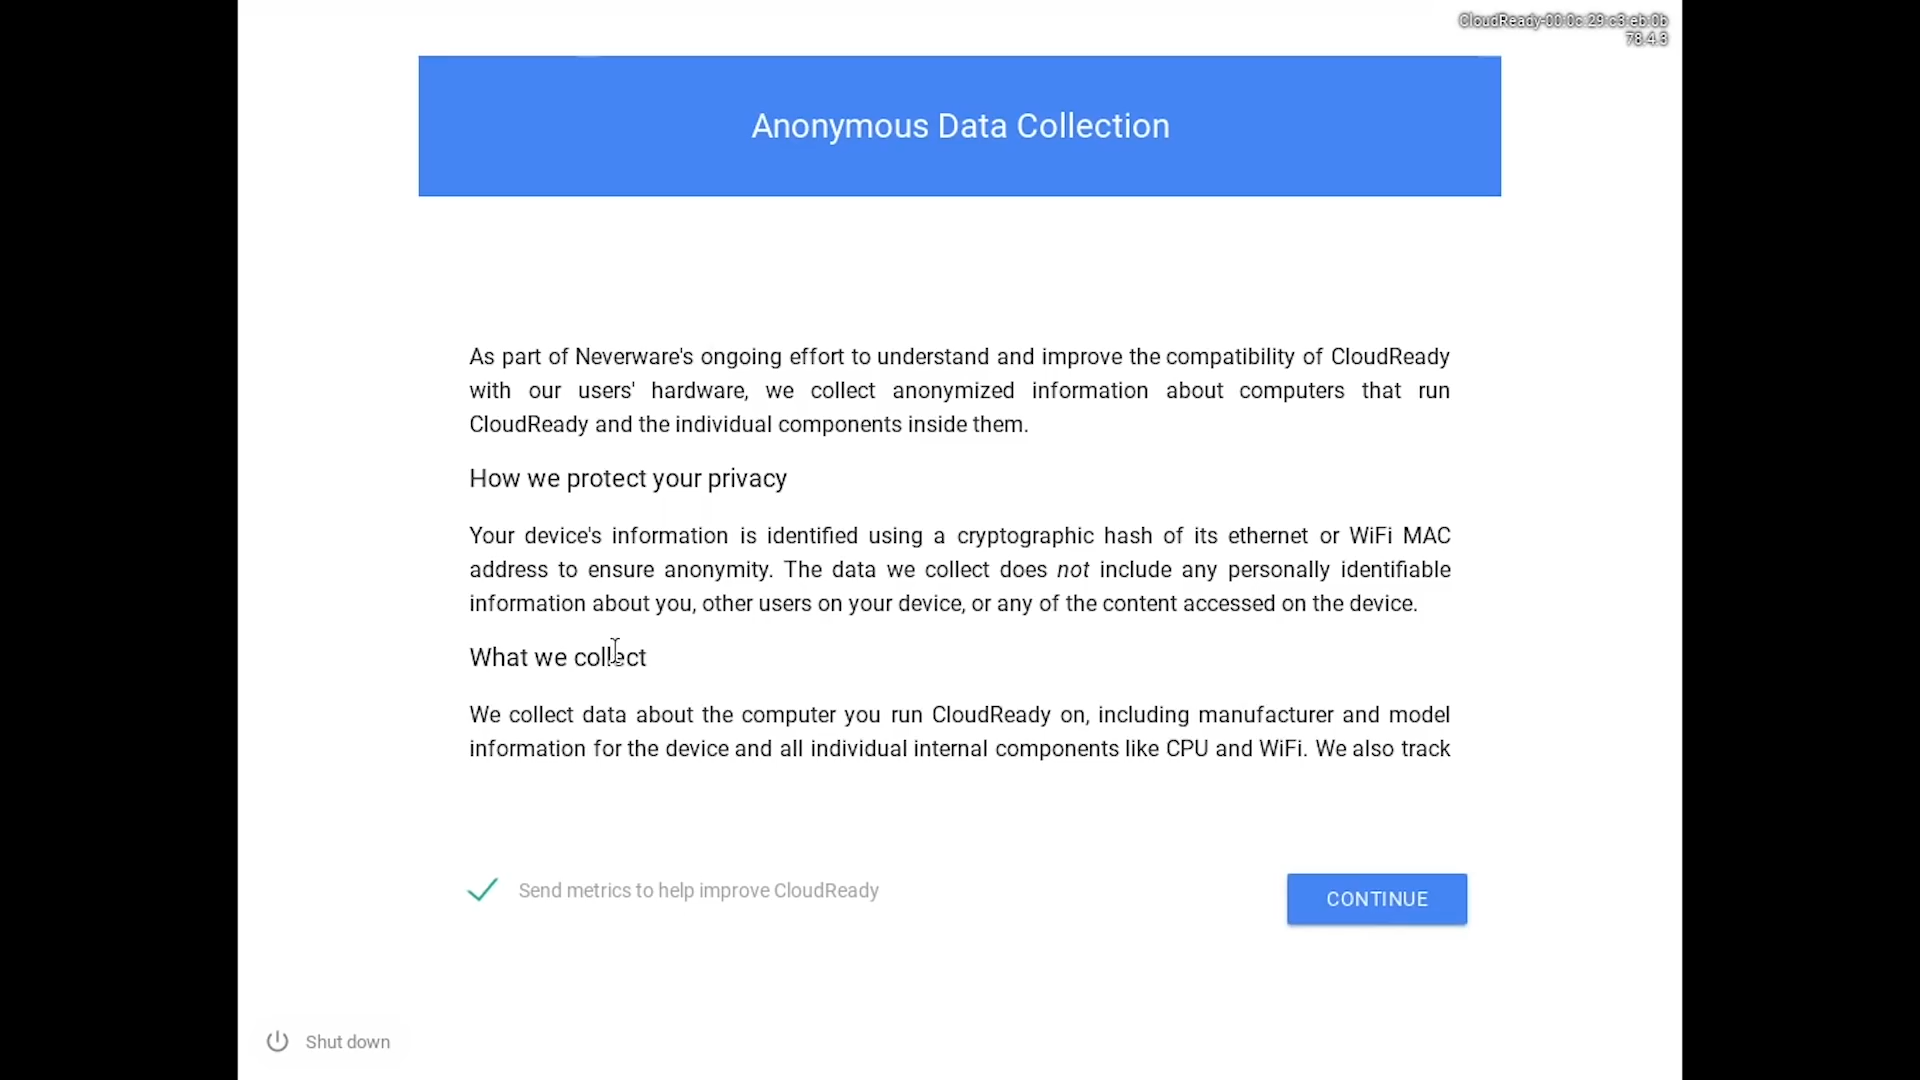 CloudReady-00:0c:29:c3:eb:0b
78.4.3
Anonymous Data Collection
As part of Neverware's ongoing effort to understand and improve the compatibility of CloudReady
with our users' hardware, we collect anonymized information about computers that run
CloudReady and the individual components inside them.
How we protect your privacy
Your device's information is identified using a cryptographic hash of its ethernet or WiFi MAC
address to ensure anonymity. The data we collect does not include any personally identifiable
information about you, other users on your device, or any of the content accessed on the device.
What we collect
We collect data about the computer you run CloudReady on, including manufacturer and model
information for the device and all individual internal components like CPU and WiFi. We also track
Send metrics to help improve CloudReady
CONTINUE
Shut down